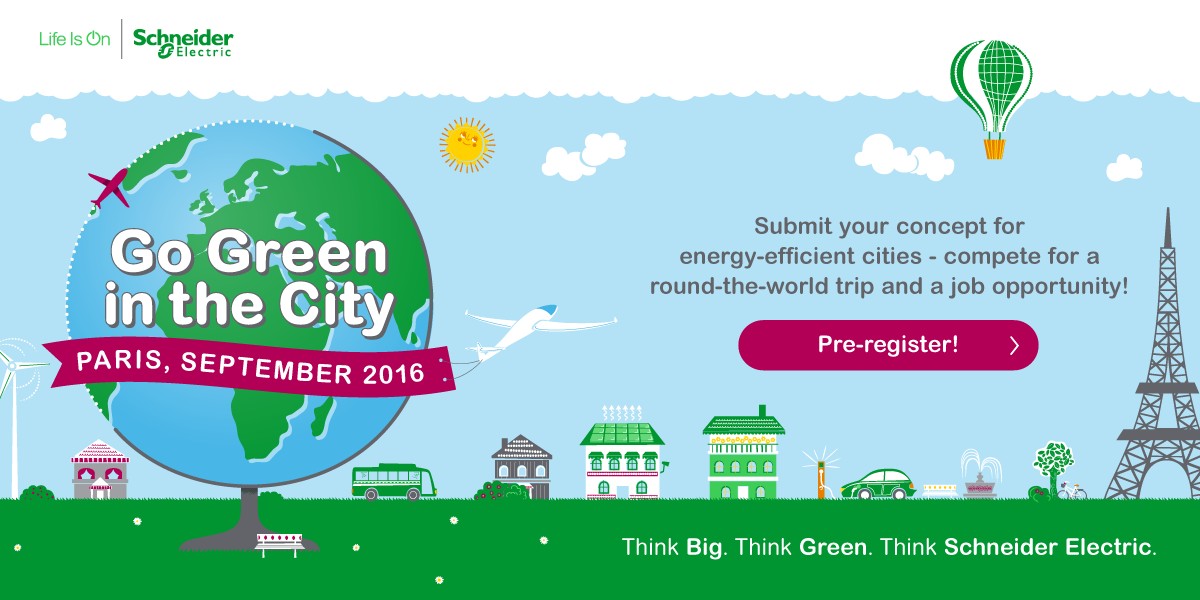 Life Is On
Schneider
Electric
Go Green
in the City
PARIS, SEPTEMBER 2016
Submit your concept for
energy-efficient cities - compete for a
round-the-world trip and a job opportunity!
Pre-register!
Think Big. Think Green. Think Schneider Electric.